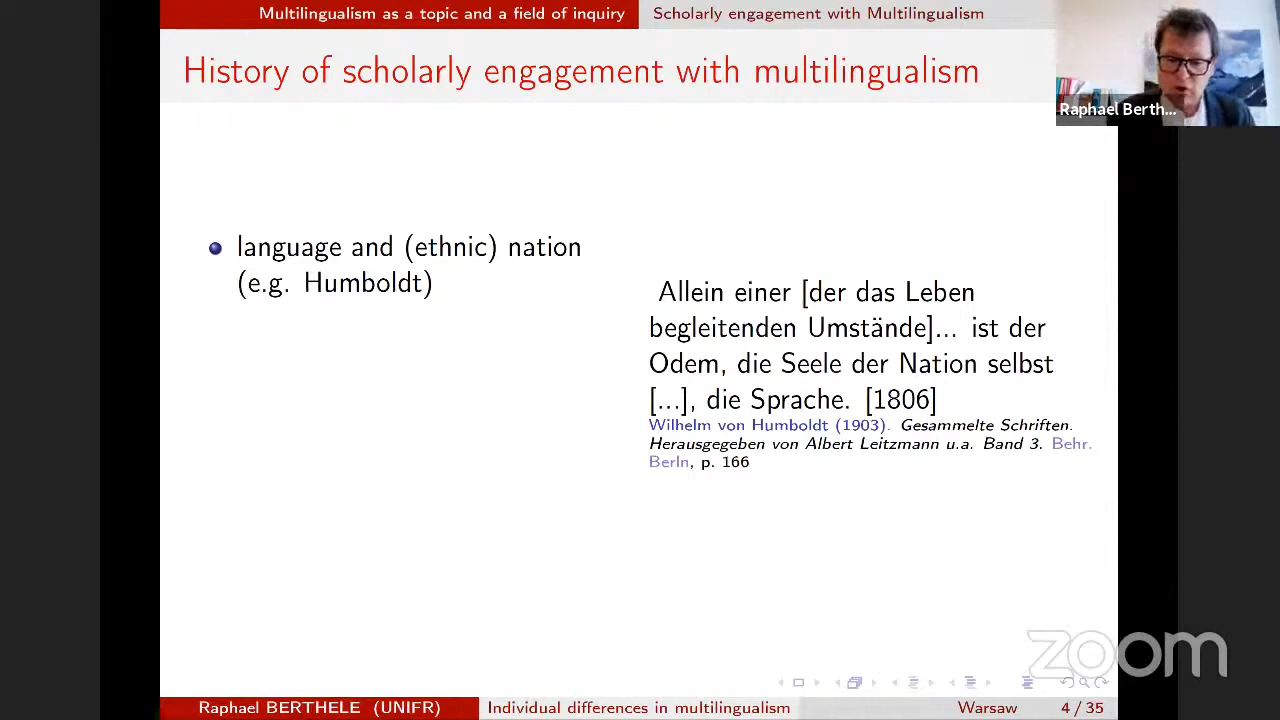 Multilingualism as a topic and a field of inquiry Scholarly engagement with Multilingualism
History of scholarly engagement with multilingualism
Raphael Berth...
language and (ethnic) nation
(e.g. Humboldt)
Allein einer [der das Leben
begleitenden Umstände]... ist der
Odem, die Seele der Nation selbst
[...], die Sprache. [1806]
Wilhelm von Humboldt (1903). Gesammelte Schriften.
Herausgegeben von Albert Leitzmann u.a. Band 3. Behr.
Berln, p. 166
zoom
Raphael BERTHELE (UNIFR) Individual differences in multilingualism Warsaw 4 / 35